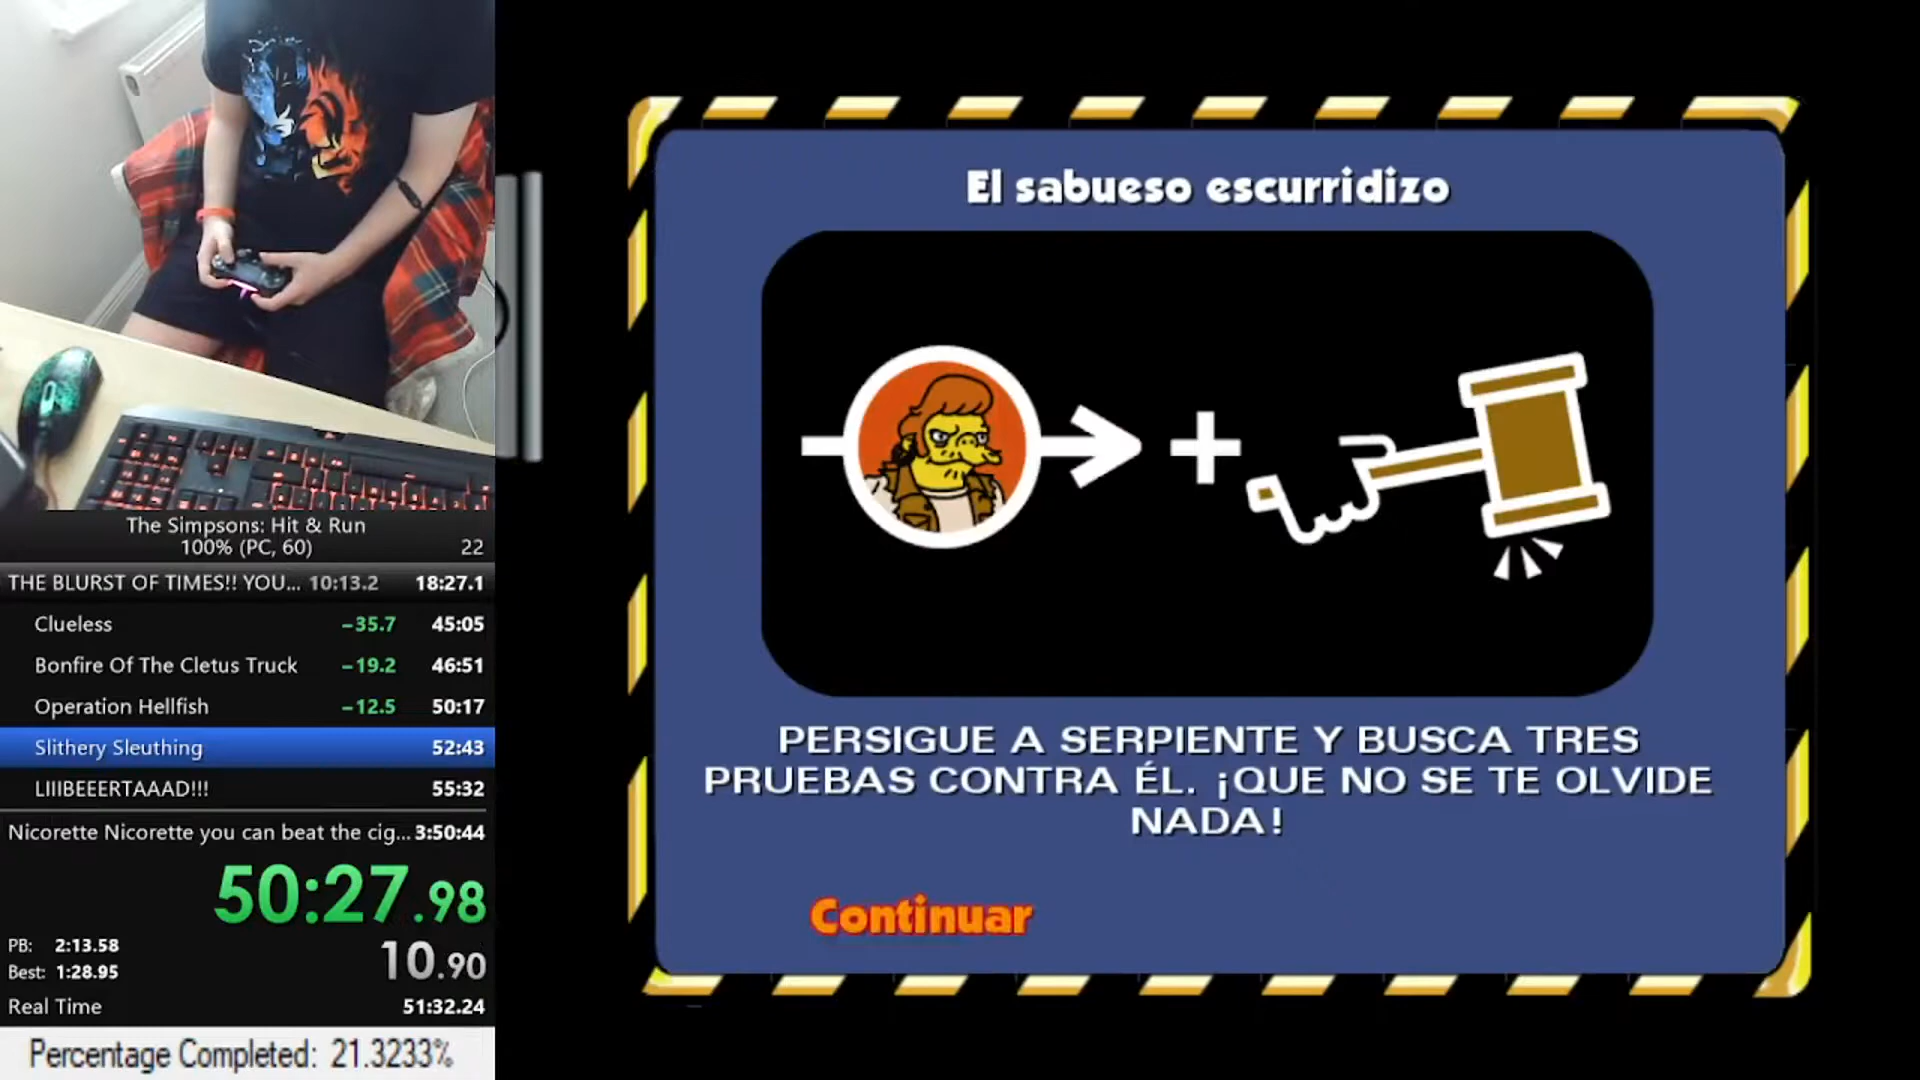 The Simpsons: Hit & Run
100% (PC, 60) 22
THE BLURST OF TIMES!! YOU... 10:13.2 18:27.1
Clueless -35.7 45:05
Bonfire Of The Cletus Truck -19.2 46:51
Operation Hellfish -12.5 50:17
Slithery Sleuthing 52:43
LIIIBEEERTAAAD!!! 55:32
Nicorette Nicorette you can beat the cig... 3:50:44
50:27.98
PB: 2:13.58
Best: 1:28.95
10.90
Real Time 51:32.24
Percentage Completed: 21.3233%
El sabueso escurridizo
PERSIGUE A SERPIENTE Y BUSCA TRES
PRUEBAS CONTRA ÉL. ¡QUE NO SE TE OLVIDE
NADA!
Continuar